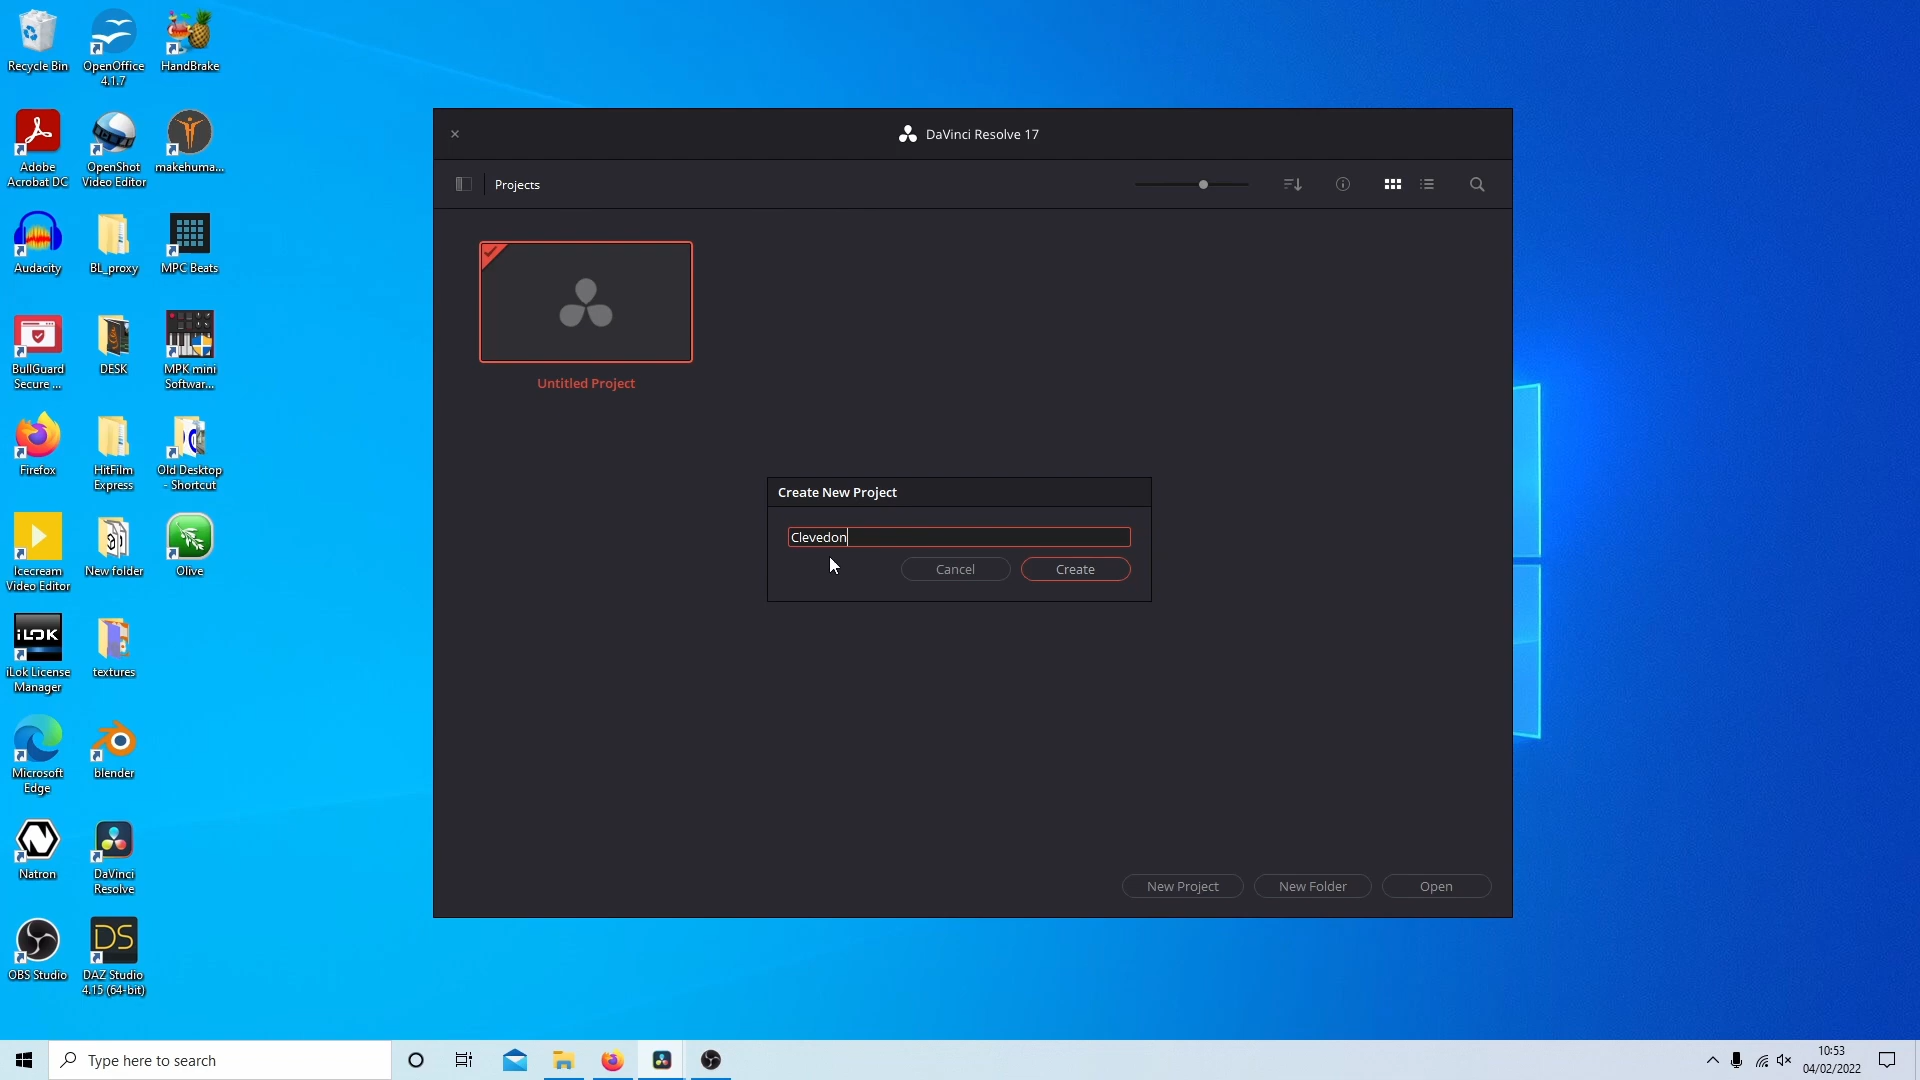 Recycle Bin
OpenOffice
4.1.7
HandBrake
Adobe
Acrobat DC
OpenShot
Video Editor
makehuma...
Audacity
BL_proxy
MPC Beats
BullGuard
Secure ...
DESK
MPK mini
Softwar...
Firefox
HitFilm
Express
Old Desktop
- Shortcut
Icecream
Video Editor
New folder
Olive
iLOK
iLok License
Manager
textures
Microsoft
Edge
blender
Natron
DaVinci
Resolve
OBS Studio
DS
DAZ Studio
4.15 (64-bit)
DaVinci Resolve 17
Projects
Untitled Project
Create New Project
Clevedon
Cancel
Create
New Project
New Folder
Open
Type here to search
10:53
04/02/2022